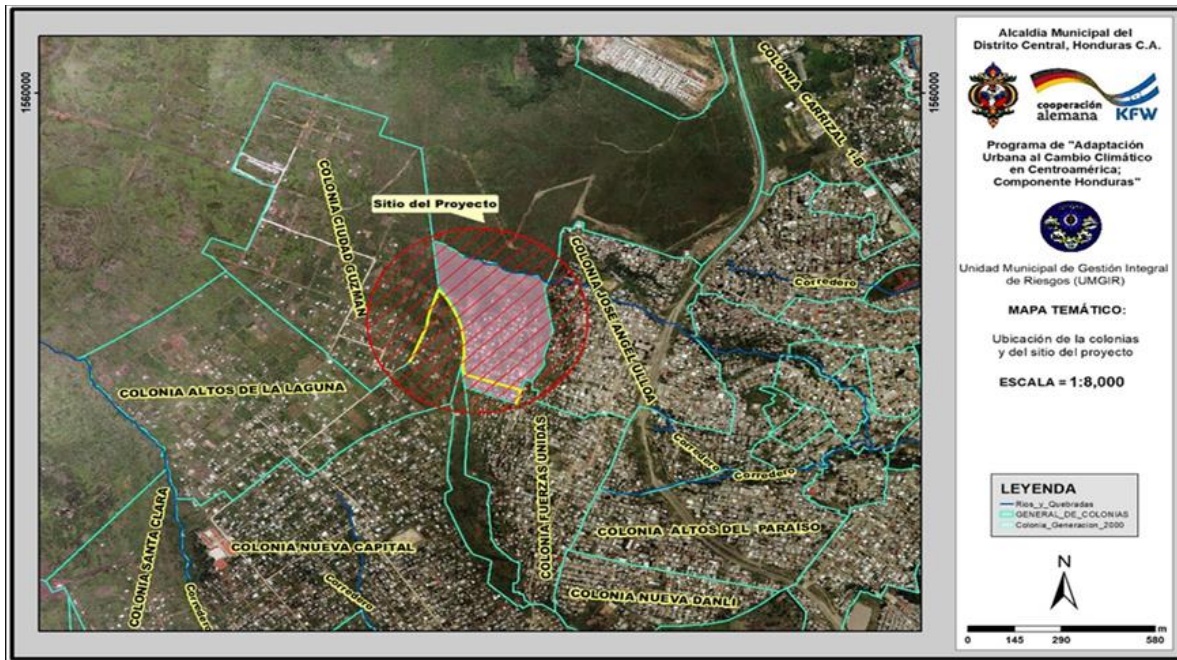 1560000
1560000
COLONIA CARRIZAL 1-B
COLONIA CIUDAD GUZMAN
Sitio del Proyecto
COLONIA JOSE ANGEL ULLOA
Corredero
COLONIA ALTOS DE LA LAGUNA
COLONIA FUERZAS UNIDAS
Corredero
Corredero
COLONIA SANTA CLARA
COLONIA NUEVA CAPITAL
COLONIA ALTOS DEL PARAÍSO
Corredero
Corredero
COLONIA NUEVA DANLÍ
Alcaldía Municipal del
Distrito Central, Honduras C.A.
cooperación
alemana
KFW
Programa de "Adaptación
Urbana al Cambio Climático
en Centroamérica;
Componente Honduras"
Unidad Municipal de Gestión Integral
de Riesgos (UMGIR)
MAPA TEMÁTICO:
Ubicación de la colonias
y del sitio del proyecto
ESCALA = 1:8,000
LEYENDA
Rios_y_Quebradas
GENERAL_DE_COLONIAS
Colonia_Generacion_2000
N
m
0 145 290 580